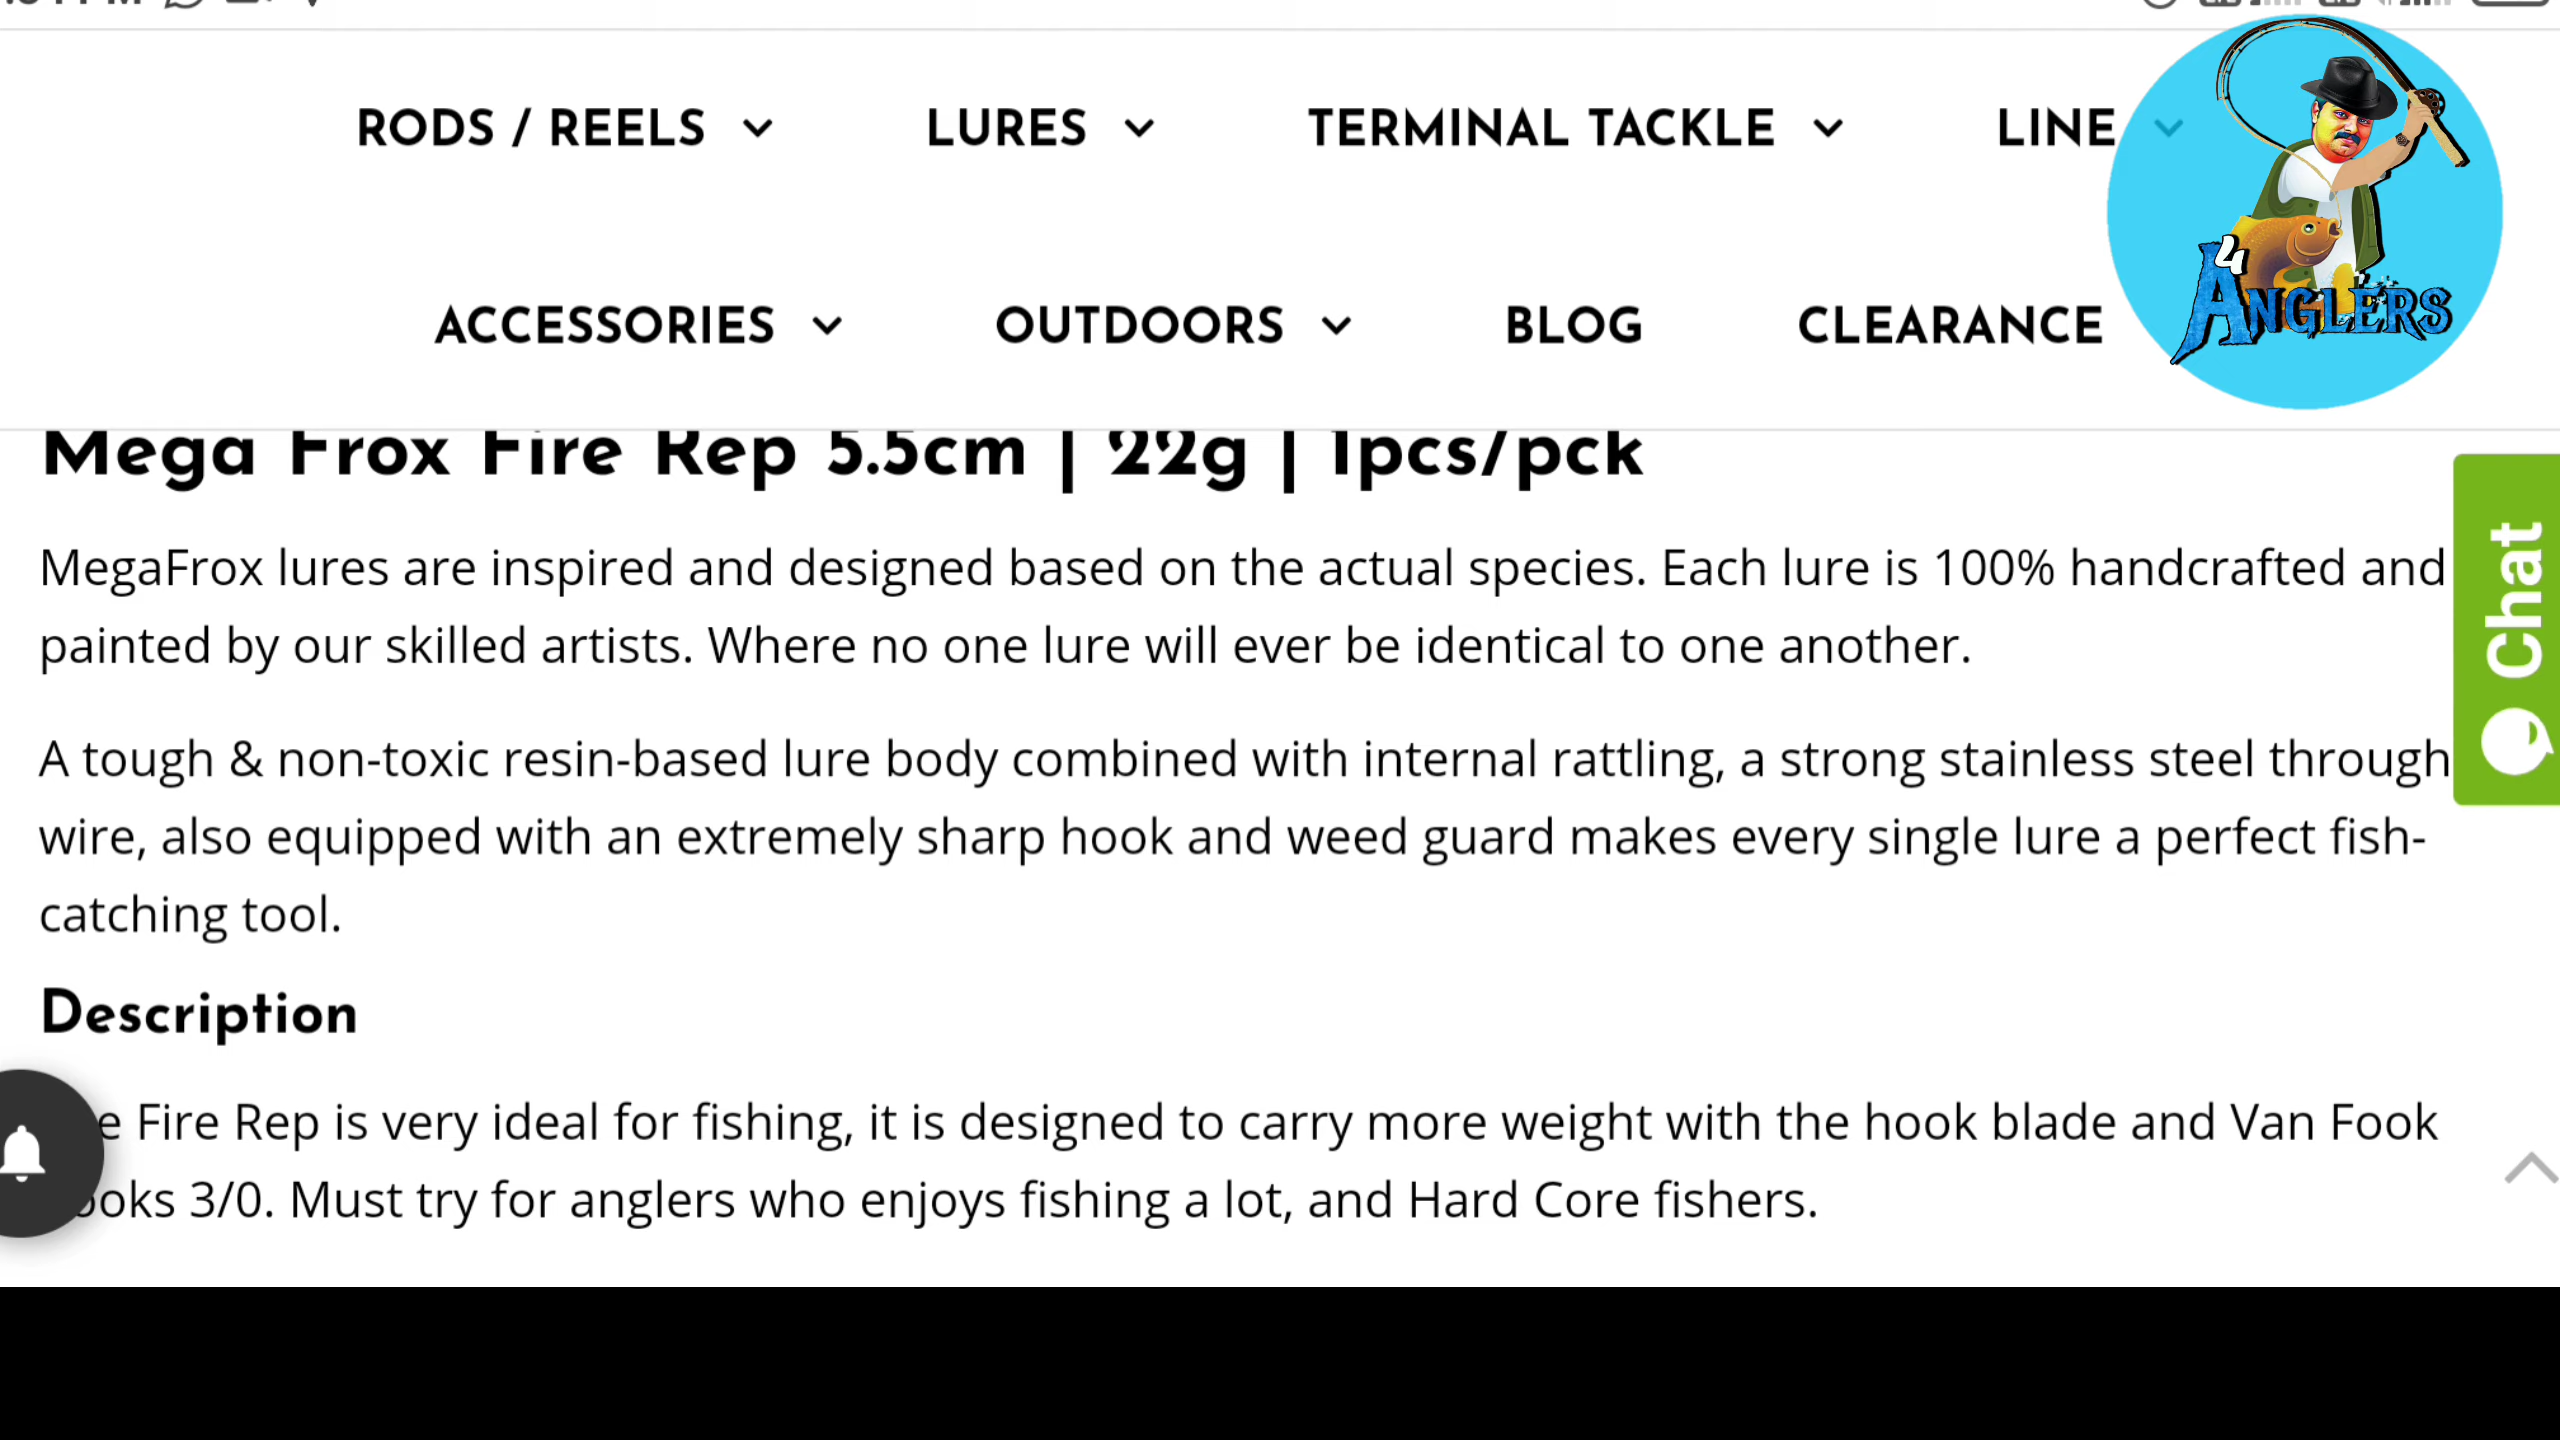 RODS / REELS LURES TERMINAL TACKLE LINE
ACCESSORIES OUTDOORS BLOG CLEARANCE
4
ANGLERS
Mega Frox Fire Rep 5.5cm | 22g | 1pcs/pck
MegaFrox lures are inspired and designed based on the actual species. Each lure is 100% handcrafted and
painted by our skilled artists. Where no one lure will ever be identical to one another.
A tough & non-toxic resin-based lure body combined with internal rattling, a strong stainless steel through
wire, also equipped with an extremely sharp hook and weed guard makes every single lure a perfect fish-
catching tool.
Chat
Description
Fire Rep is very ideal for fishing, it is designed to carry more weight with the hook blade and Van Fook
3/0. Must try for anglers who enjoys fishing a lot, and Hard Core fishers.